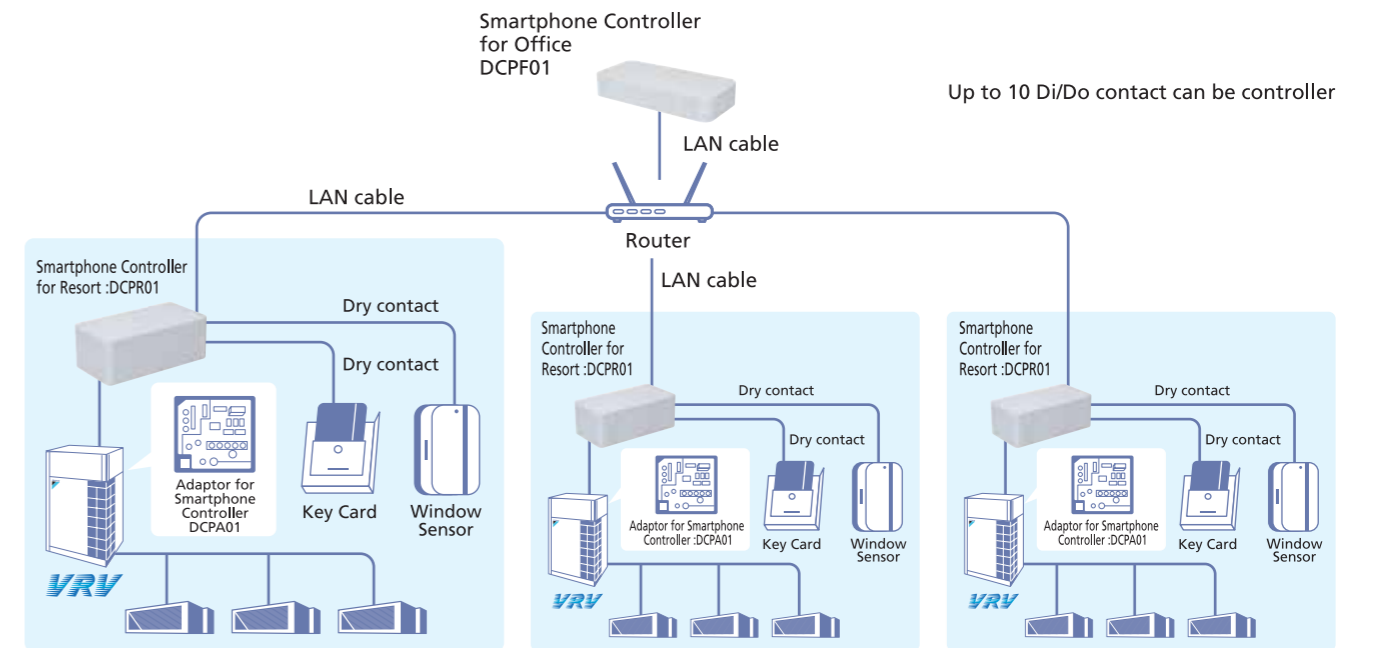 Smartphone Controller
for Office
DCPF01
Up to 10 Di/Do contact can be controller
LAN cable
LAN cable
Router
LAN cable
Smartphone Controller
for Resort :DCPR01
Dry contact
Dry contact
Adaptor for
Smartphone
Controller
DCPA01
Key Card
Window
Sensor
VRV
Smartphone
Controller for
Resort :DCPR01
Dry contact
Dry contact
Adaptor for Smartphone
Controller :DCPA01
Key Card
Window
Sensor
VRV
Smartphone
Controller for
Resort :DCPR01
Dry contact
Dry contact
Adaptor for Smartphone
Controller :DCPA01
Key Card
Window
Sensor
VRV